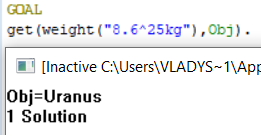 GOAL
get(weight("8.6^25kg"),Obj).
[Inactive C:\Users\VLADYS~1\App
Obj=Uranus
1 Solution